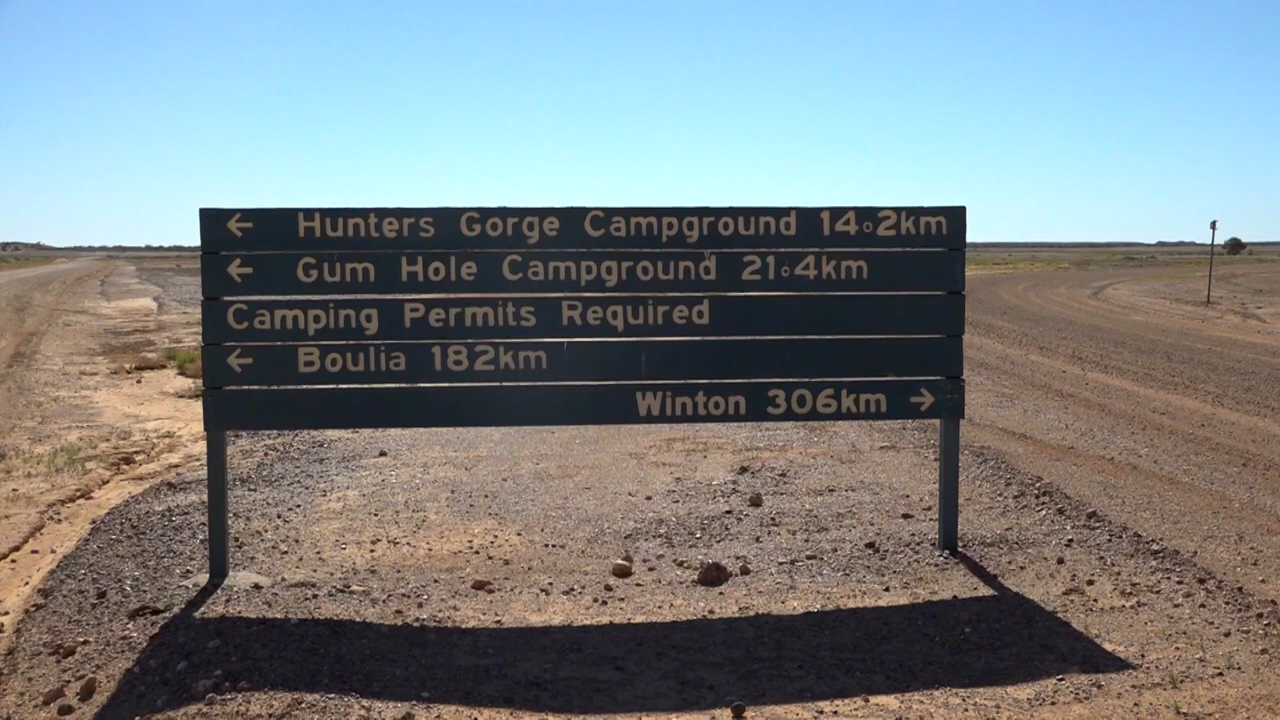 ← Hunters Gorge Campground 14.2km
← Gum Hole Campground 21.4km
Camping Permits Required
← Boulia 182km
Winton 306km →